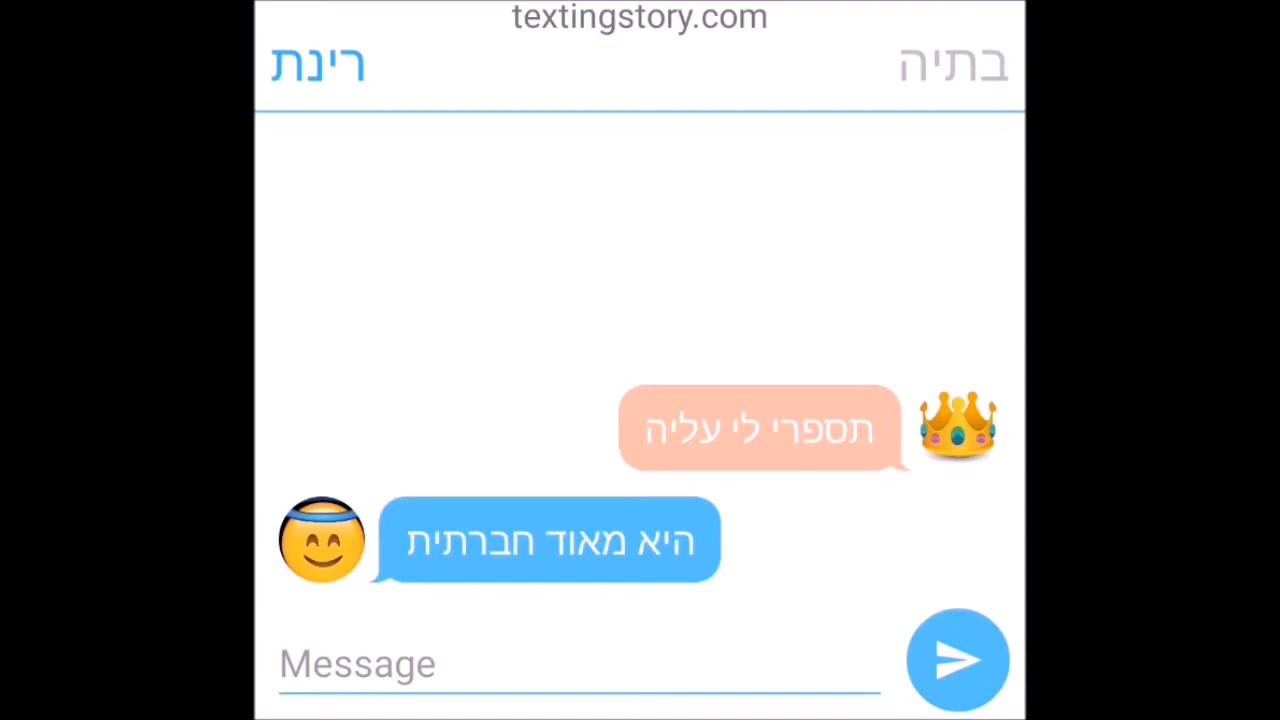 textingstory.com
רינת
בתיה
תספרי לי עליה
היא מאוד חברתית
Message